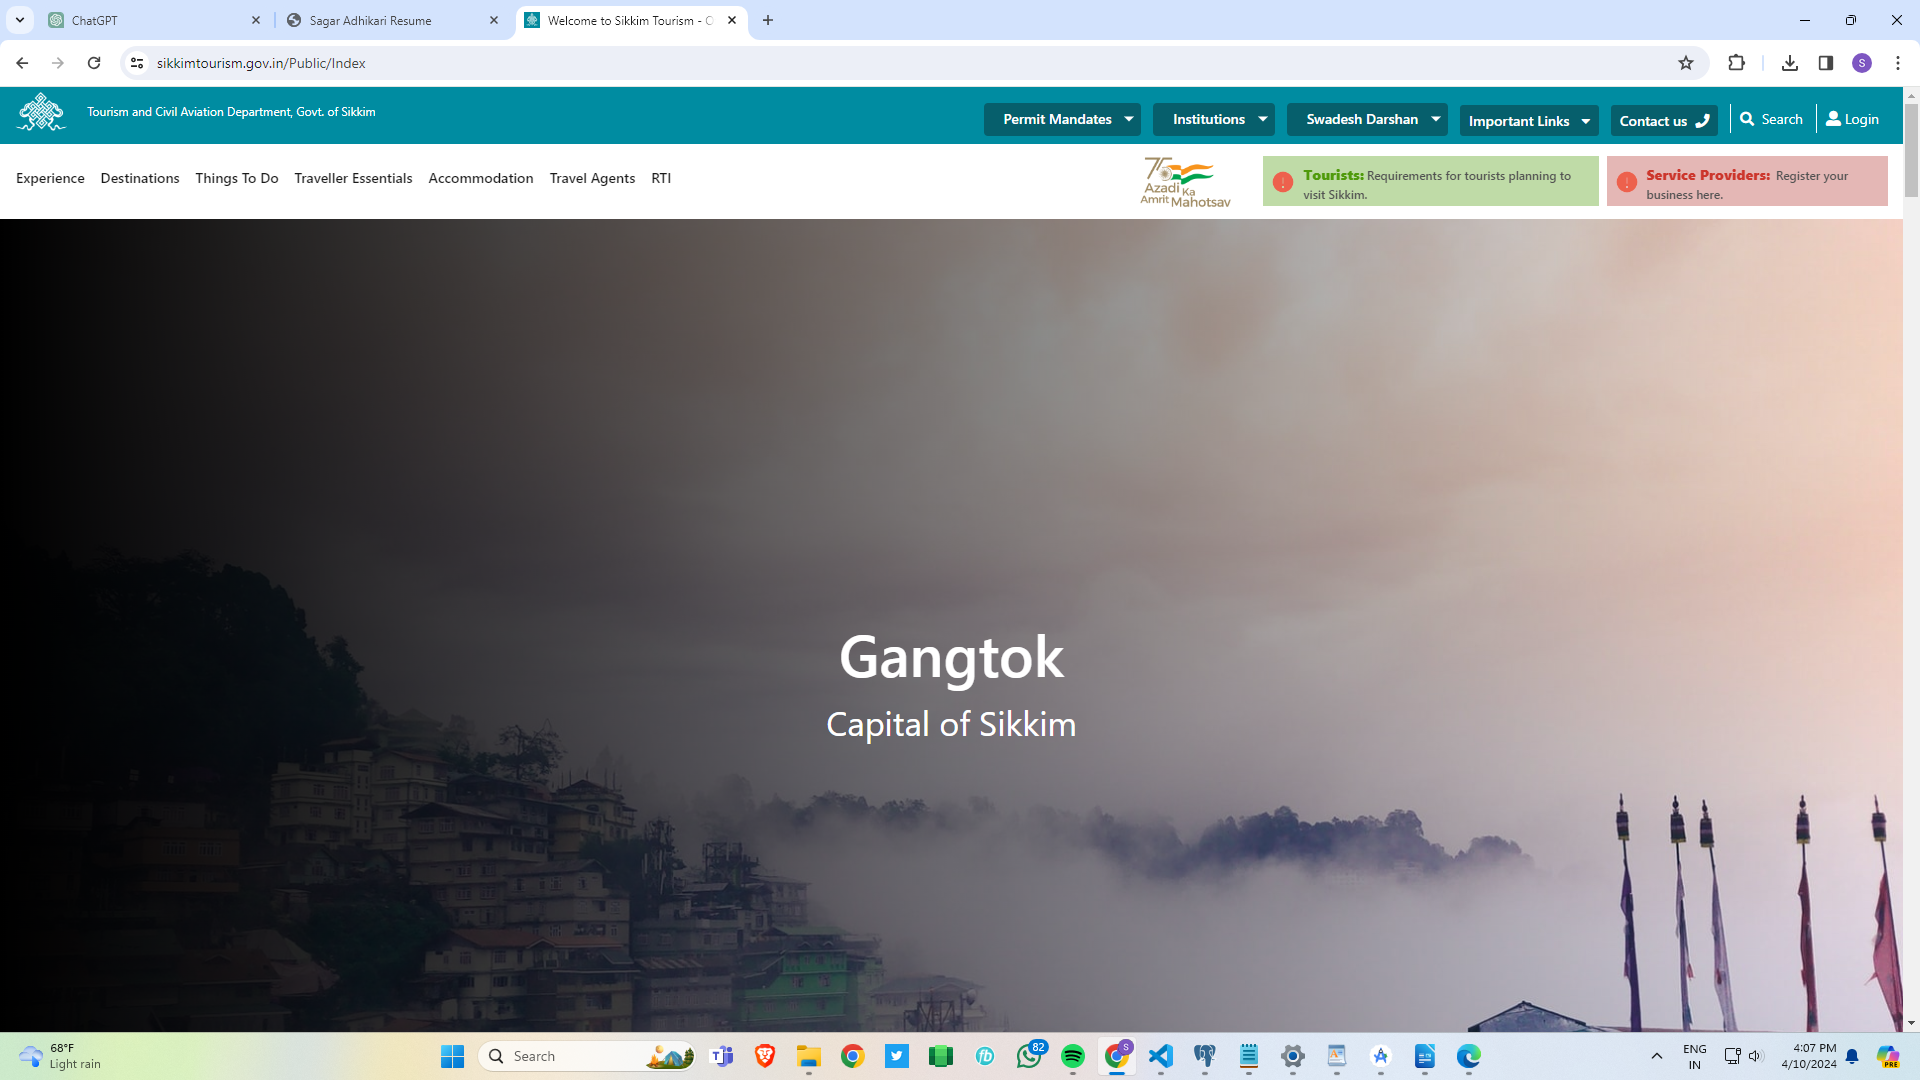 ChatGPT
Sagar Adhikari Resume
Welcome to Sikkim Tourism - O
sikkimtourism.gov.in/Public/Index
S
Tourism and Civil Aviation Department, Govt. of Sikkim
Permit Mandates
Institutions
Swadesh Darshan
Important Links
Contact us
Search
Login
Experience
Destinations
Things To Do
Traveller Essentials
Accommodation
Travel Agents
RTI
75
Azadi
Ka
Amrit Mahotsav
Tourists: Requirements for tourists planning to
visit Sikkim.
Service Providers: Register your
business here.
Gangtok
Capital of Sikkim
68°F
Light rain
Search
82
S
ENG
IN
4:07 PM
4/10/2024
PRE